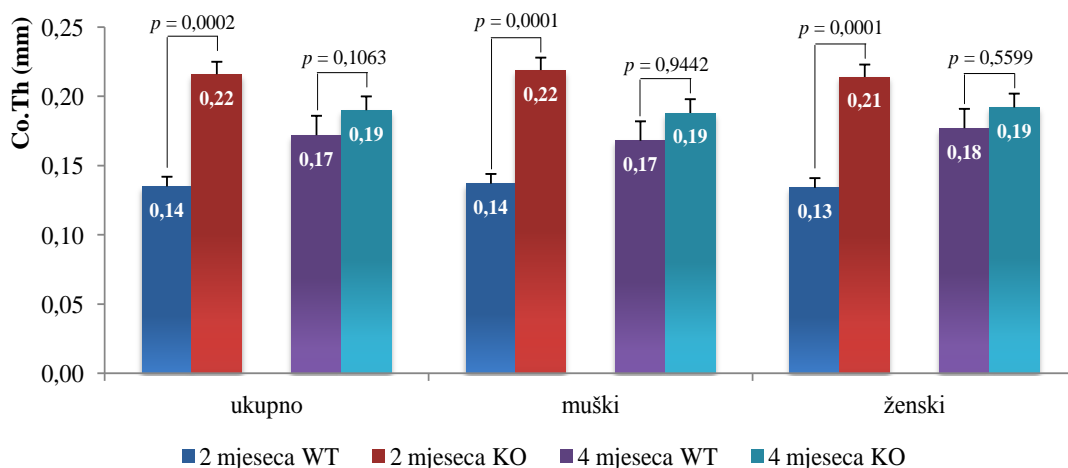 Co.Th (mm)
0,25
0,20
0,15
0,10
0,05
0,00
p = 0,0002
p = 0,1063
p = 0,0001
p = 0,9442
p = 0,0001
p = 0,5599
0,14
0,22
0,17
0,19
0,14
0,22
0,17
0,19
0,13
0,21
0,18
0,19
ukupno
muški
ženski
2 mjeseca WT
2 mjeseca KO
4 mjeseca WT
4 mjeseca KO